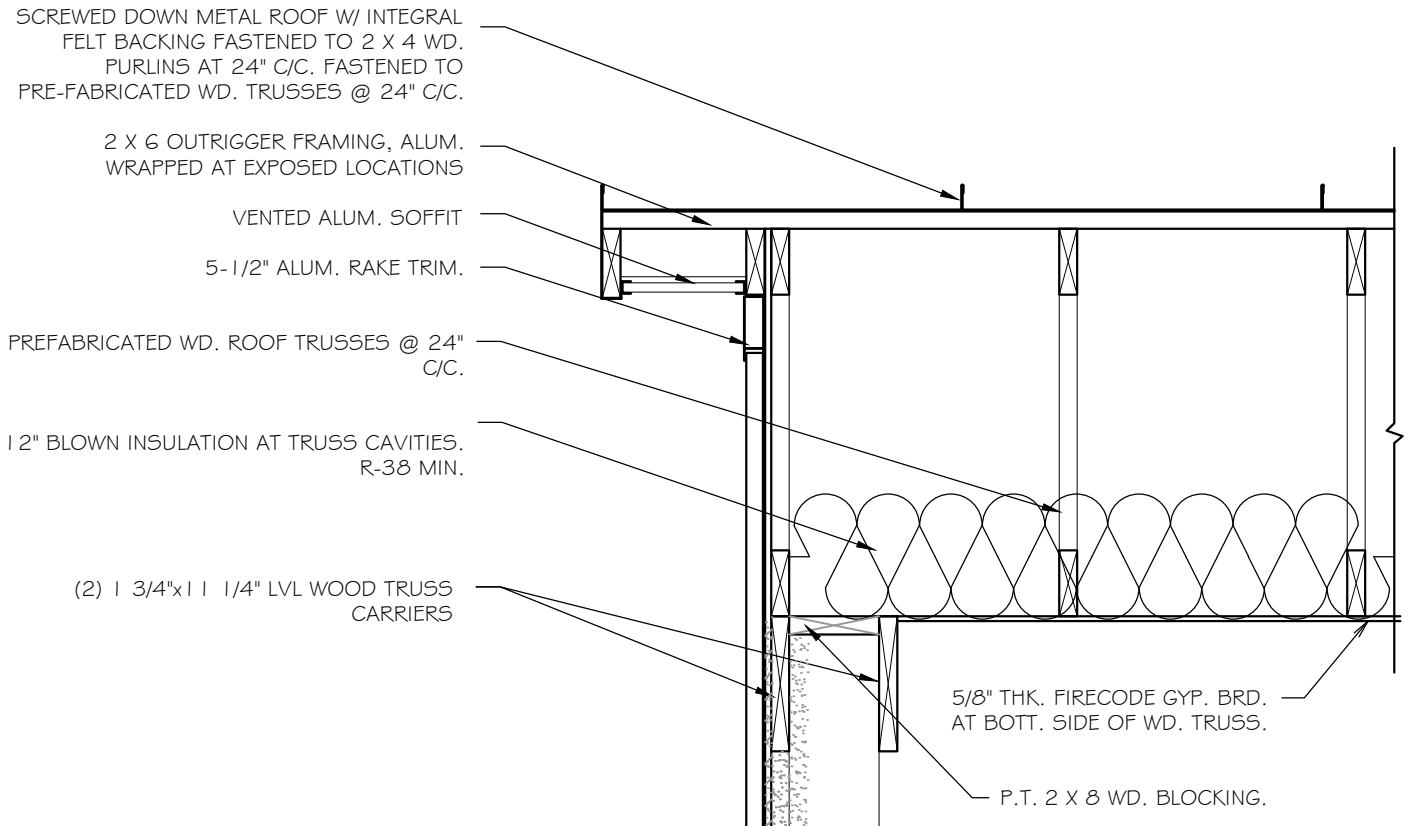 SCREWED DOWN METAL ROOF W/ INTEGRAL
FELT BACKING FASTENED TO 2 X 4 WD.
PURLINS AT 24" C/C. FASTENED TO
PRE-FABRICATED WD. TRUSSES @ 24" C/C.
2 X 6 OUTRIGGER FRAMING, ALUM.
WRAPPED AT EXPOSED LOCATIONS
VENTED ALUM. SOFFIT
5-1/2" ALUM. RAKE TRIM.
PREFABRICATED WD. ROOF TRUSSES @ 24"
C/C.
12" BLOWN INSULATION AT TRUSS CAVITIES.
R-38 MIN.
(2) 1 3/4"x11 1/4" LVL WOOD TRUSS
CARRIERS
5/8" THK. FIRECODE GYP. BRD.
AT BOTT. SIDE OF WD. TRUSS.
P.T. 2 X 8 WD. BLOCKING.